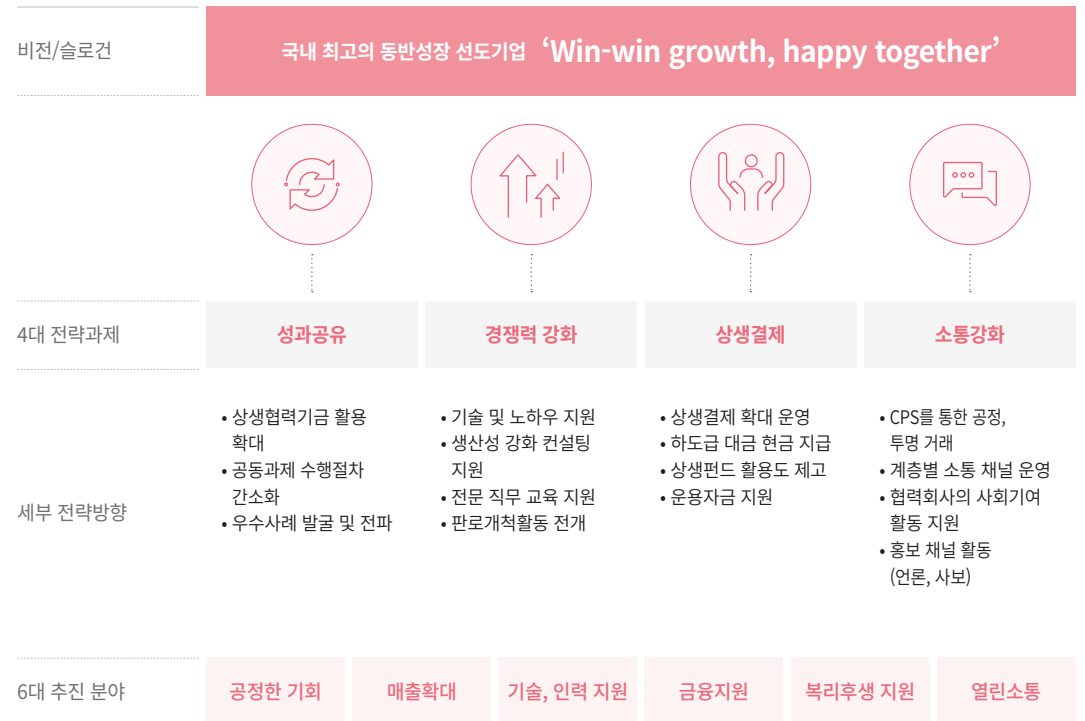 비전/슬로건
국내 최고의 동반성장 선도기업 ‘Win-win growth, happy together’
4대 전략과제
성과공유
경쟁력 강화
상생결제
소통강화
세부 전략방향
• 상생협력기금 활용
확대
• 공동과제 수행절차
간소화
• 우수사례 발굴 및 전파
• 기술 및 노하우 지원
• 생산성 강화 컨설팅
지원
• 전문 직무 교육 지원
• 판로개척활동 전개
• 상생결제 확대 운영
• 하도급 대금 현금 지급
• 상생펀드 활용도 제고
• 운용자금 지원
• CPS를 통한 공정,
투명 거래
• 계층별 소통 채널 운영
• 협력회사의 사회기여
활동 지원
• 홍보 채널 활동
(언론, 사보)
6대 추진 분야
공정한 기회
매출확대
기술, 인력 지원
금융지원
복리후생 지원
열린소통